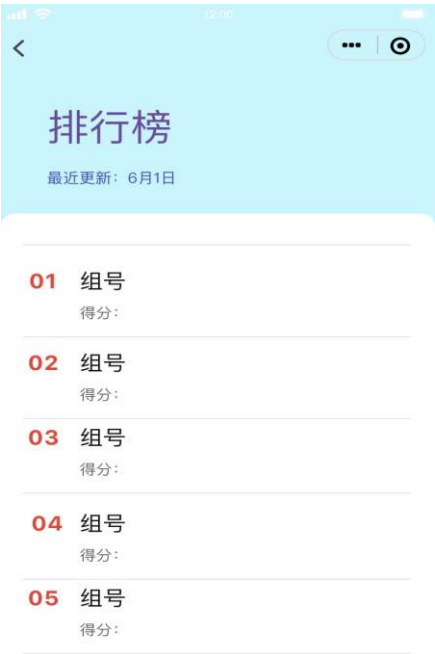 12:00
排行榜
最近更新：6月1日
01 组号
得分：
02 组号
得分：
03 组号
得分：
04 组号
得分：
05 组号
得分：